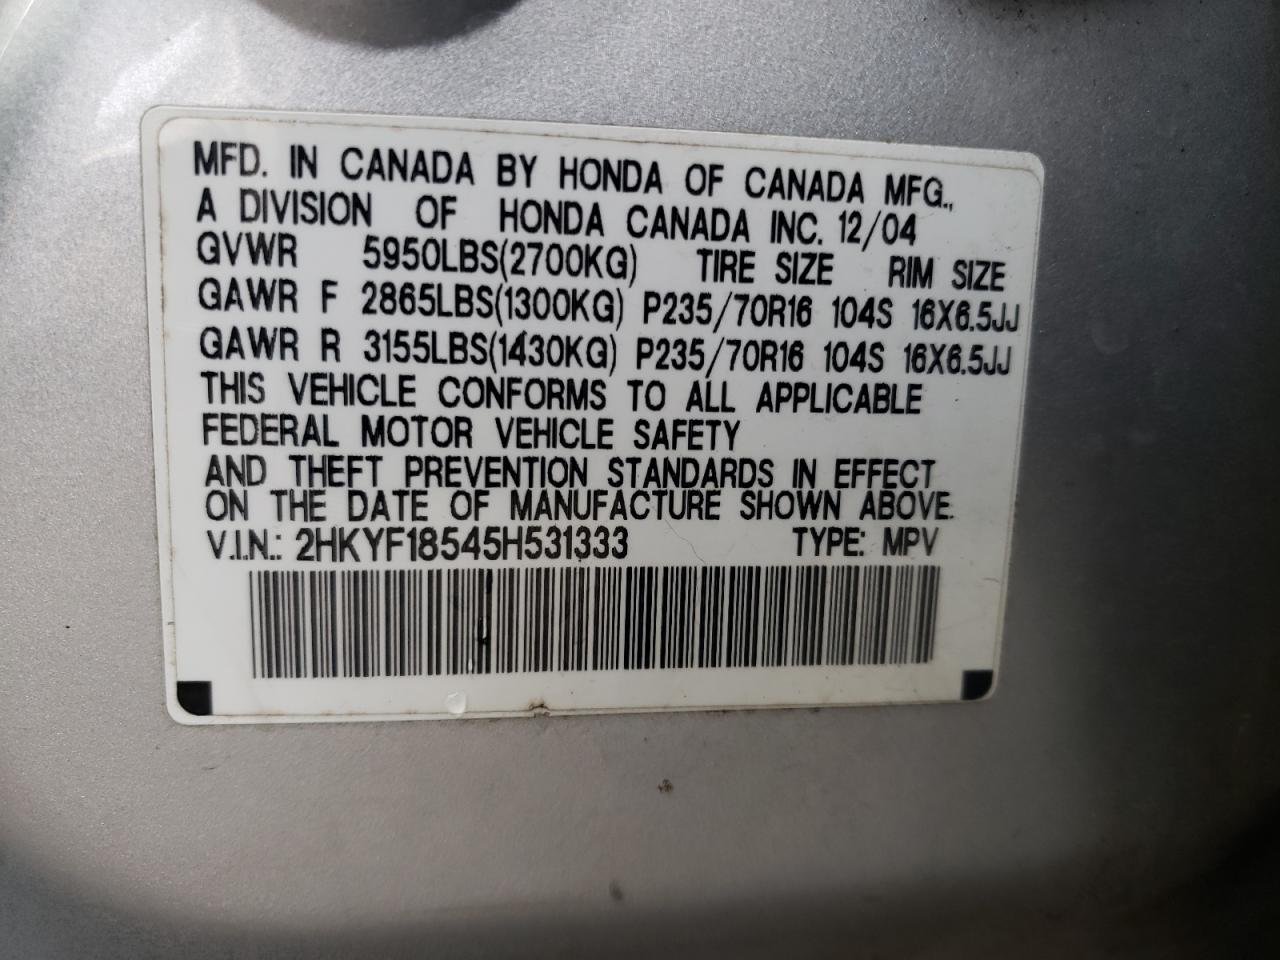 MFD. IN CANADA BY HONDA OF CANADA MFG.,
A DIVISION OF HONDA CANADA INC. 12/04
GVWR 5950LBS(2700KG) TIRE SIZE RIM SIZE
GAWR F 2865LBS(1300KG) P235/70R16 104S 16X6.5JJ
GAWR R 3155LBS(1430KG) P235/70R16 104S 16X6.5JJ
THIS VEHICLE CONFORMS TO ALL APPLICABLE
FEDERAL MOTOR VEHICLE SAFETY
AND THEFT PREVENTION STANDARDS IN EFFECT
ON THE DATE OF MANUFACTURE SHOWN ABOVE.
V.I.N.: 2HKYF18545H531333 TYPE: MPV